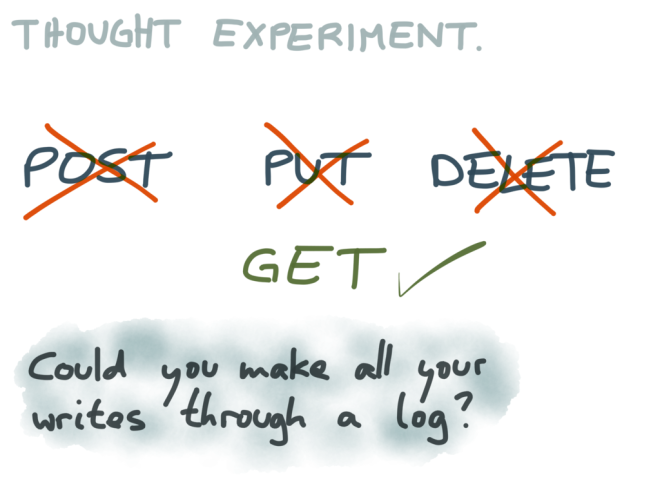 THOUGHT EXPERIMENT.
POST PUT DELETE
GET
Could you make all your
writes through a log?